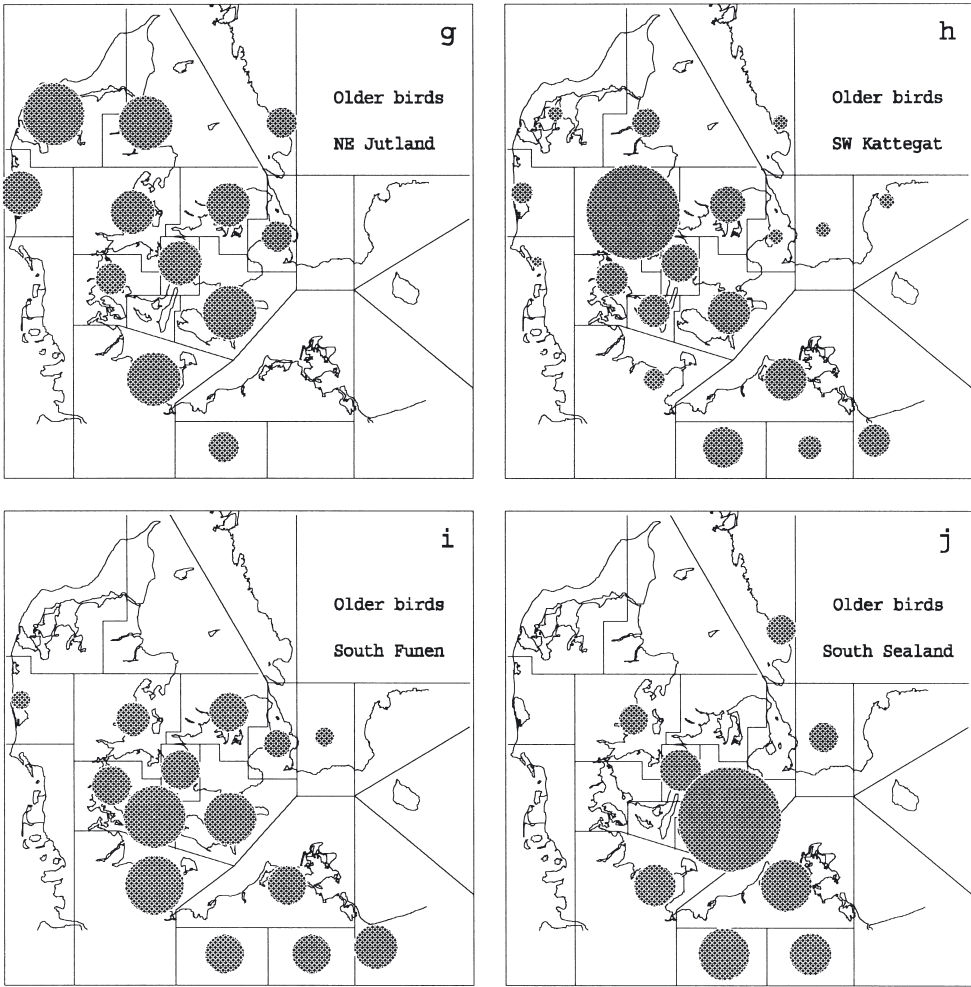 g
Older birds
NE Jutland
h
Older birds
SW Kattegat
i
Older birds
South Funen
j
Older birds
South Sealand